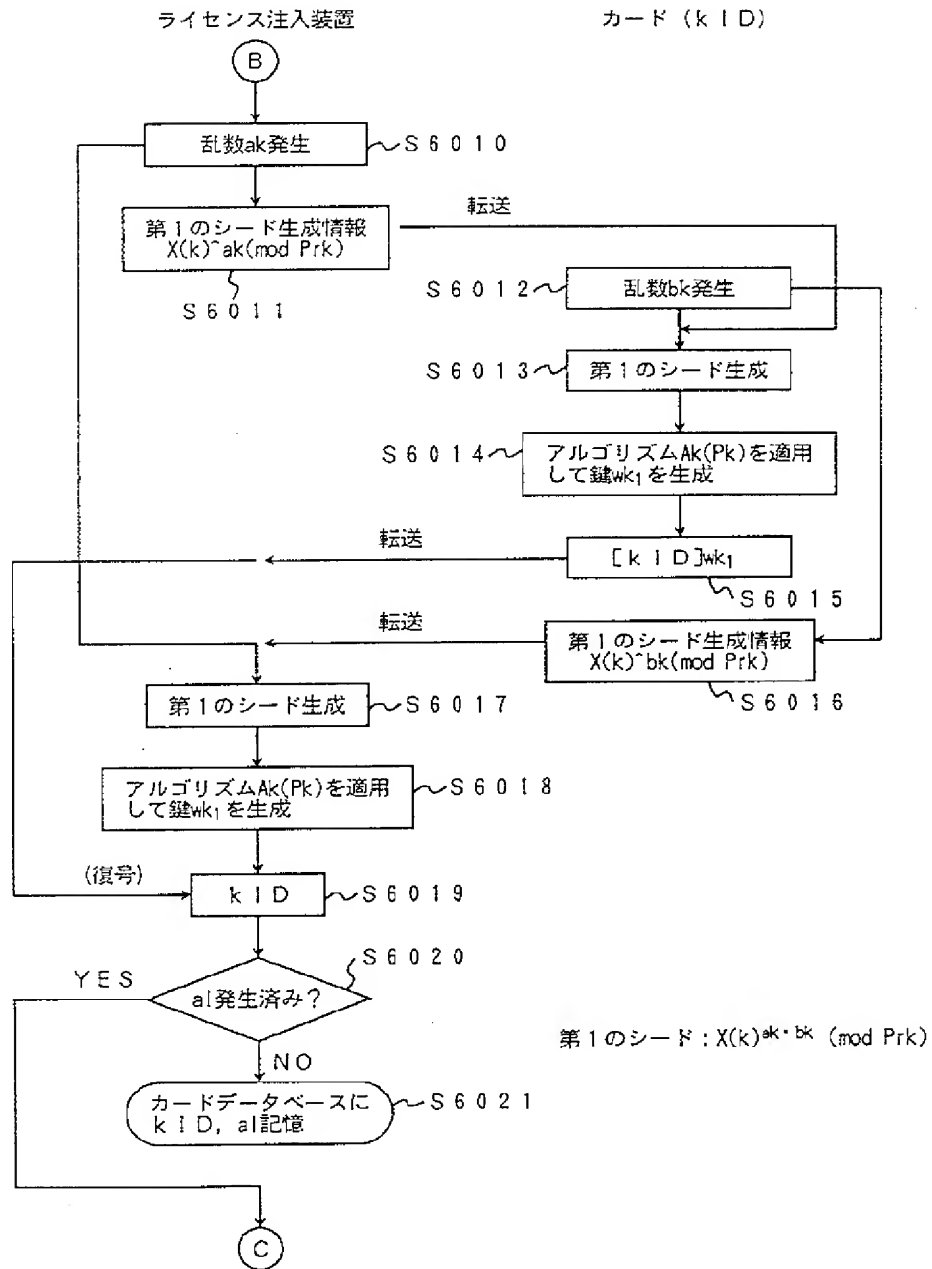 ライセンス注入装置
カード（ｋＩＤ）
B
乱数ak発生
Ｓ６０１０
第１のシード生成情報
X(k)^ak(mod Prk)
Ｓ６０１１
転送
Ｓ６０１２
乱数bk発生
Ｓ６０１３
第１のシード生成
Ｓ６０１４
アルゴリズムAk(Pk)を適用
して鍵wk₁を生成
転送
［ｋＩＤ］wk₁
Ｓ６０１５
転送
第１のシード生成情報
X(k)^bk(mod Prk)
Ｓ６０１６
第１のシード生成
Ｓ６０１７
アルゴリズムAk(Pk)を適用
して鍵wk₁を生成
Ｓ６０１８
(復号)
ｋＩＤ
Ｓ６０１９
Ｓ６０２０
ＹＥＳ
al発生済み？
第１のシード：X(k)^ak・bk (mod Prk)
ＮＯ
カードデータベースに
ｋＩＤ，al記憶
Ｓ６０２１
C